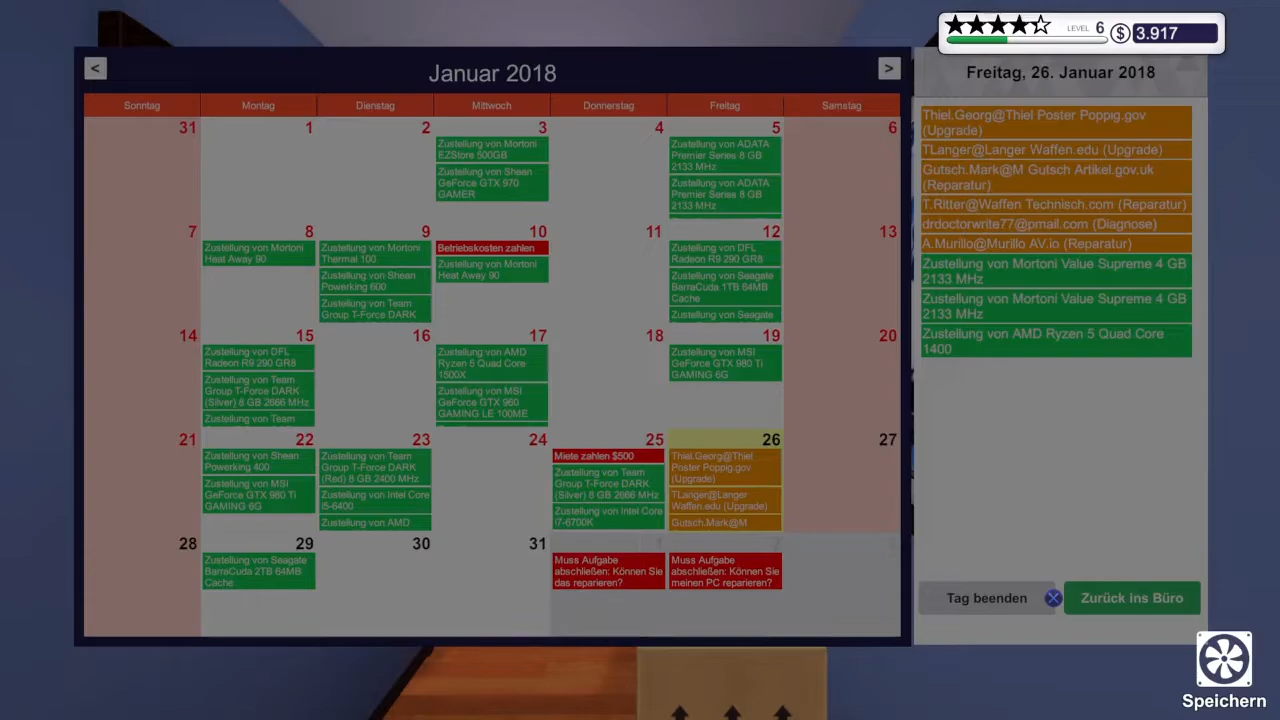 LEVEL 6 $ 3.917
< Januar 2018 >
Sonntag Montag Dienstag Mittwoch Donnerstag Freitag Samstag
31 1 2 3 4 5 6
Zustellung von Mortoni
EZStore 500GB
Zustellung von Shean
GeForce GTX 970
GAMER
Zustellung von ADATA
Premier Series 8 GB
2133 MHz
Zustellung von ADATA
Premier Series 8 GB
2133 MHz
7 8 9 10 11 12 13
Zustellung von Mortoni
Heat Away 90
Zustellung von Mortoni
Thermal 100
Zustellung von Shean
Powerking 600
Zustellung von Team
Group T-Force DARK
Betriebskosten zahlen
Zustellung von Mortoni
Heat Away 90
Zustellung von DFL
Radeon R9 290 GR8
Zustellung von Seagate
BarraCuda 1TB 64MB
Cache
Zustellung von Seagate
14 15 16 17 18 19 20
Zustellung von DFL
Radeon R9 290 GR8
Zustellung von Team
Group T-Force DARK
(Silver) 8 GB 2666 MHz
Zustellung von Team
Zustellung von AMD
Ryzen 5 Quad Core
1500X
Zustellung von MSI
GeForce GTX 960
GAMING LE 100ME
Zustellung von MSI
GeForce GTX 980 Ti
GAMING 6G
21 22 23 24 25 26 27
Zustellung von Shean
Powerking 400
Zustellung von MSI
GeForce GTX 980 Ti
GAMING 6G
Zustellung von Team
Group T-Force DARK
(Red) 8 GB 2400 MHz
Zustellung von Intel Core
i5-6400
Zustellung von AMD
Miete zahlen $500
Zustellung von Team
Group T-Force DARK
(Silver) 8 GB 2666 MHz
Zustellung von Intel Core
i7-6700K
Thiel.Georg@Thiel
Poster Poppig.gov
(Upgrade)
TLanger@Langer
Waffen.edu (Upgrade)
Gutsch.Mark@M
28 29 30 31
Zustellung von Seagate
BarraCuda 2TB 64MB
Cache
Muss Aufgabe
abschließen: Können Sie
das reparieren?
Muss Aufgabe
abschließen: Können Sie
meinen PC reparieren?
Freitag, 26. Januar 2018
Thiel.Georg@Thiel Poster Poppig.gov
(Upgrade)
TLanger@Langer Waffen.edu (Upgrade)
Gutsch.Mark@M Gutsch Artikel.gov.uk
(Reparatur)
T.Ritter@Waffen Technisch.com (Reparatur)
drdoctorwrite77@pmail.com (Diagnose)
A.Murillo@Murillo AV.io (Reparatur)
Zustellung von Mortoni Value Supreme 4 GB
2133 MHz
Zustellung von Mortoni Value Supreme 4 GB
2133 MHz
Zustellung von AMD Ryzen 5 Quad Core
1400
Tag beenden Zurück ins Büro
Speichern